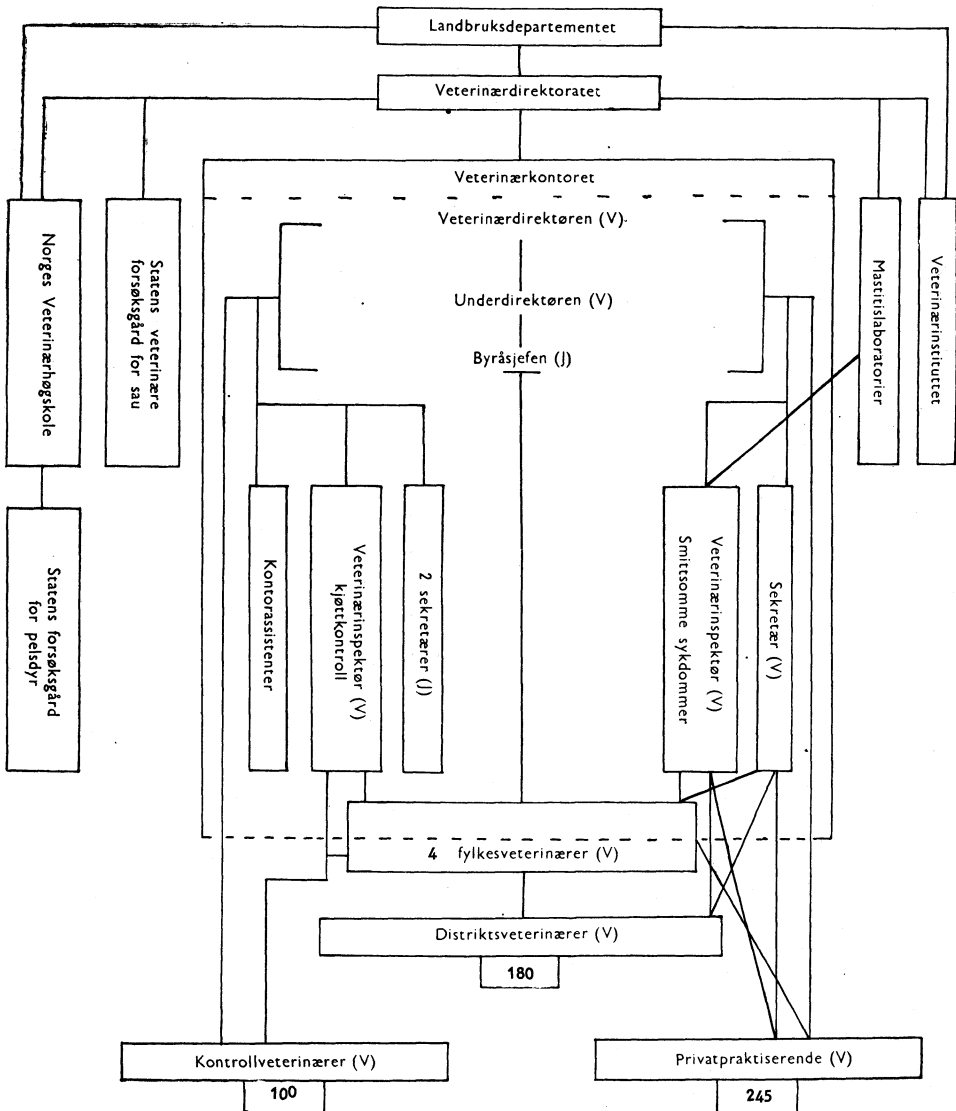 Landbruksdepartementet
Veterinærdirektoratet
Veterinærkontoret
Veterinærdirektøren (V)
Underdirektøren (V)
Byråsjefen (J)
Norges Veterinærhøgskole
Statens veterinære
forsøksgård for sau
Mastitislaboratorier
Veterinærinstituttet
Statens forsøksgård
for pelsdyr
Kontorassistenter
Veterinærinspektør (V)
kjøttkontroll
2 sekretærer (J)
Veterinærinspektør (V)
Smittsomme sykdommer
Sekretær (V)
4 fylkesveterinærer (V)
Distriktsveterinærer (V)
180
Kontrollveterinærer (V)
100
Privatpraktiserende (V)
245